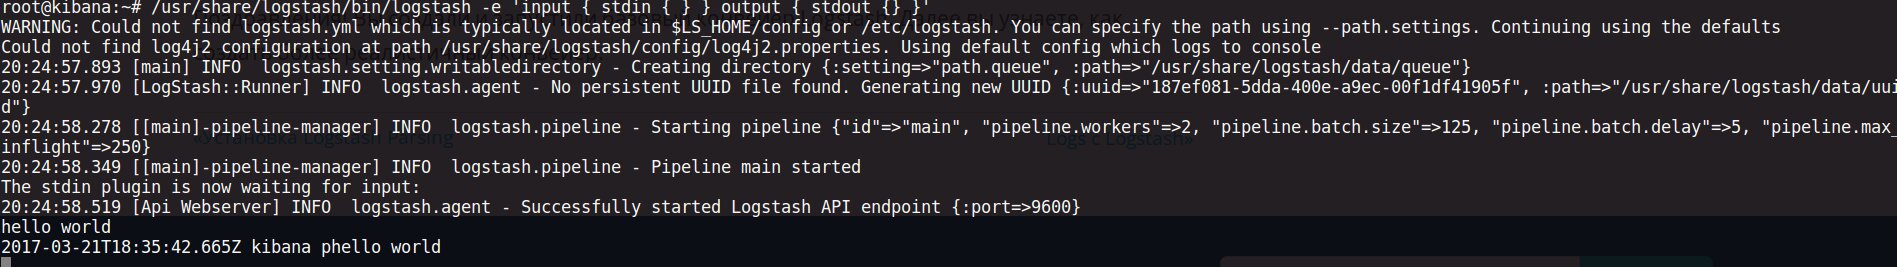 root@kibana:~# /usr/share/logstash/bin/logstash -e 'input { stdin { } } output { stdout {} }'
WARNING: Could not find logstash.yml which is typically located in $LS_HOME/config or /etc/logstash. You can specify the path using --path.settings. Continuing using the defaults
Could not find log4j2 configuration at path /usr/share/logstash/config/log4j2.properties. Using default config which logs to console
20:24:57.893 [main] INFO  logstash.setting.writabledirectory - Creating directory {:setting=>"path.queue", :path=>"/usr/share/logstash/data/queue"}
20:24:57.970 [LogStash::Runner] INFO  logstash.agent - No persistent UUID file found. Generating new UUID {:uuid=>"187ef081-5dda-400e-a9ec-00f1df41905f", :path=>"/usr/share/logstash/data/uui
d"}
20:24:58.278 [[main]-pipeline-manager] INFO  logstash.pipeline - Starting pipeline {"id"=>"main", "pipeline.workers"=>2, "pipeline.batch.size"=>125, "pipeline.batch.delay"=>5, "pipeline.max_
«Установка Logstash Parsing
Logs с Logstash»
inflight"=>250}
20:24:58.349 [[main]-pipeline-manager] INFO  logstash.pipeline - Pipeline main started
The stdin plugin is now waiting for input:
20:24:58.519 [Api Webserver] INFO  logstash.agent - Successfully started Logstash API endpoint {:port=>9600}
hello world
2017-03-21T18:35:42.665Z kibana phello world